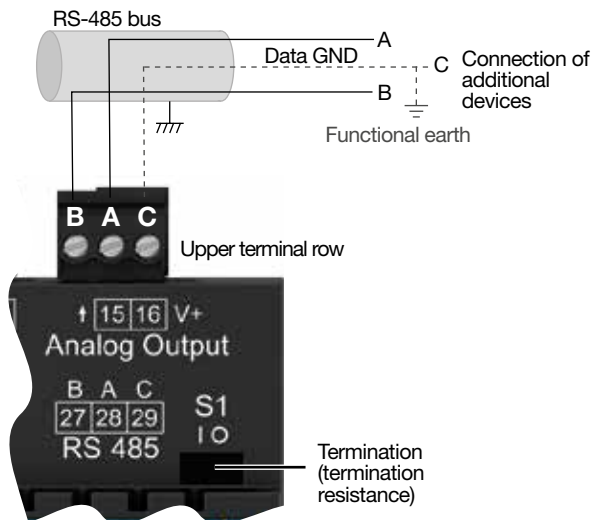 RS-485 bus
A
Data GND
C
Connection of
additional
devices
B
Functional earth
B A C
Upper terminal row
15 16 V+
Analog Output
B A C
27 28 29
RS 485
S1
I O
Termination
(termination
resistance)